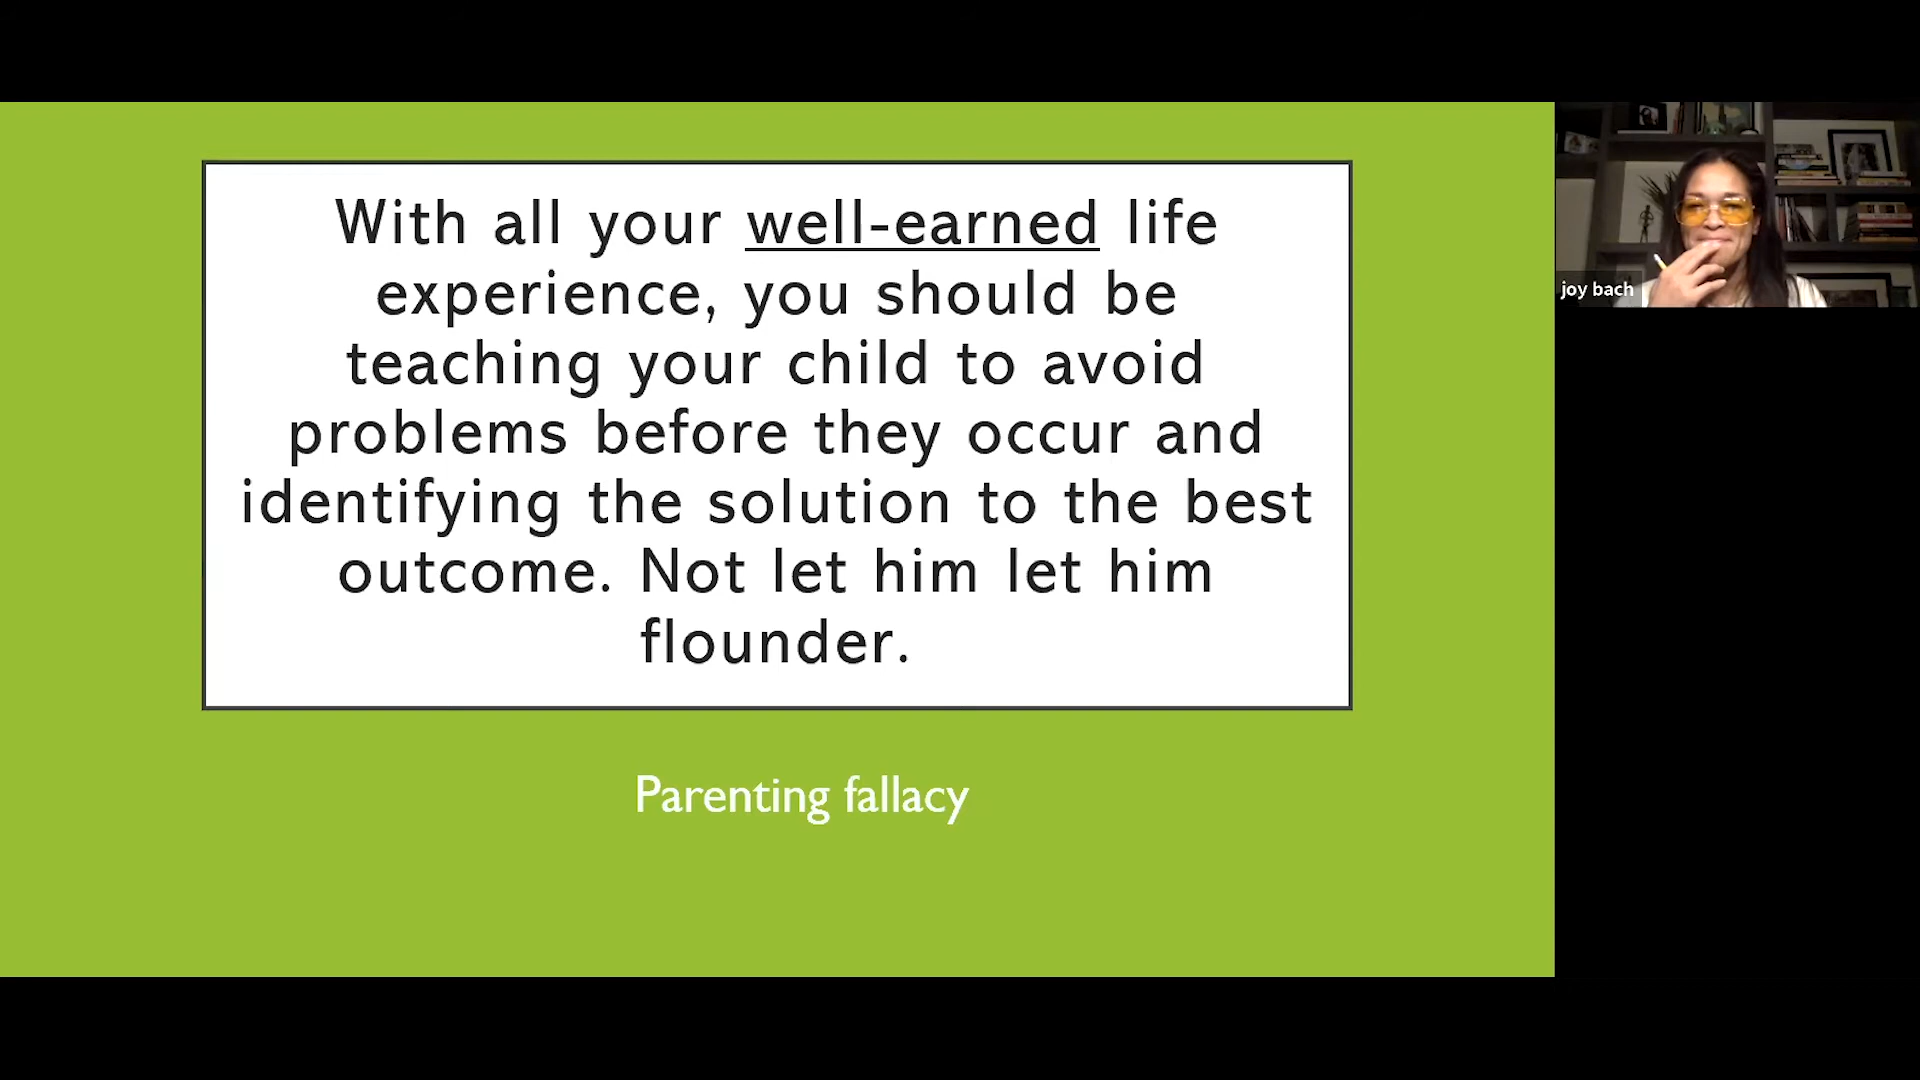 With all your well-earned life
experience, you should be
teaching your child to avoid
problems before they occur and
identifying the solution to the best
outcome. Not let him let him
flounder.
Parenting fallacy
joy bach